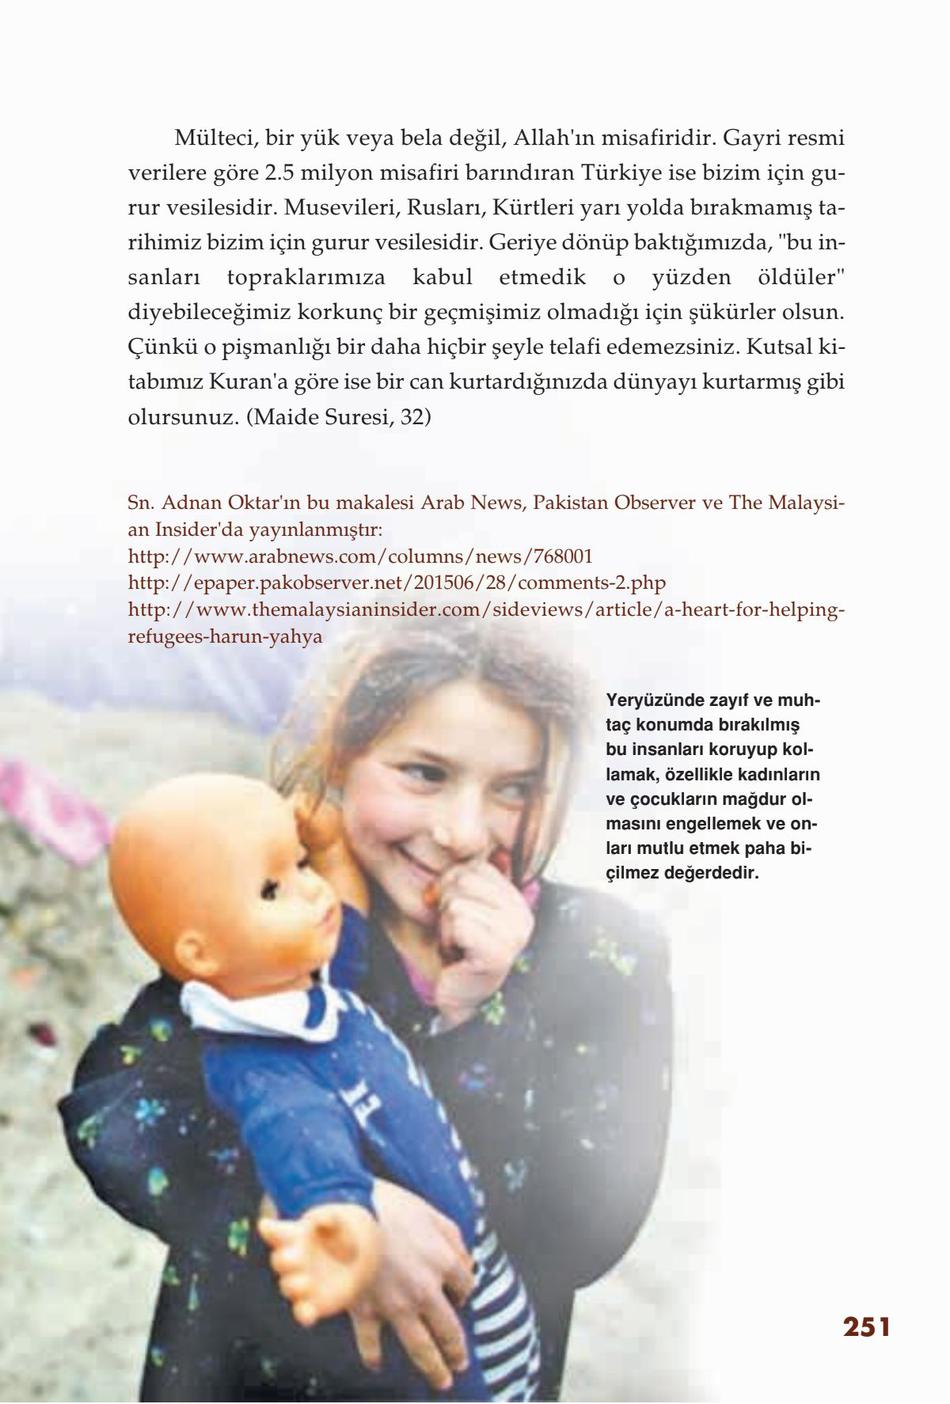 Mülteci, bir yük veya bela değil, Allah'ın misafiridir. Gayri resmi
verilere göre 2.5 milyon misafiri barındıran Türkiye ise bizim için gu-
rur vesilesidir. Musevileri, Rusları, Kürtleri yarı yolda bırakmamış ta-
rihimiz bizim için gurur vesilesidir. Geriye dönüp baktığımızda, "bu in-
sanları topraklarımıza kabul etmedik o yüzden öldüler"
diyebileceğimiz korkunç bir geçmişimiz olmadığı için şükürler olsun.
Çünkü o pişmanlığı bir daha hiçbir şeyle telafi edemezsiniz. Kutsal ki-
tabımız Kuran'a göre ise bir can kurtardığınızda dünyayı kurtarmış gibi
olursunuz. (Maide Suresi, 32)
Sn. Adnan Oktar'ın bu makalesi Arab News, Pakistan Observer ve The Malaysi-
an Insider'da yayınlanmıştır:
http://www.arabnews.com/columns/news/768001
http://epaper.pakobserver.net/201506/28/comments-2.php
http://www.themalaysianinsider.com/sideviews/article/a-heart-for-helping-
refugees-harun-yahya
Yeryüzünde zayıf ve muh-
taç konumda bırakılmış
bu insanları koruyup kol-
lamak, özellikle kadınların
ve çocukların mağdur ol-
masını engellemek ve on-
ları mutlu etmek paha bi-
çilmez değerdedir.
251